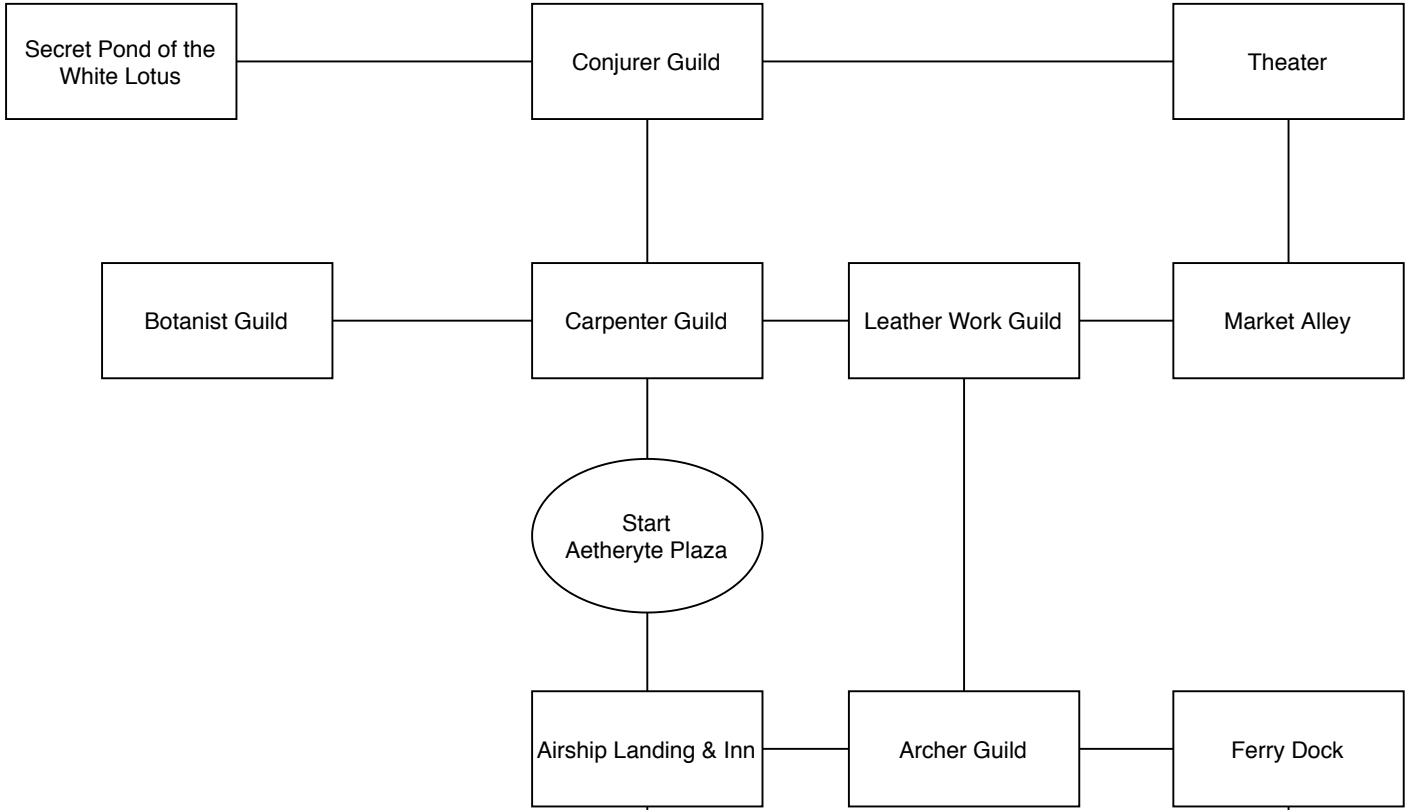 Secret Pond of the
White Lotus
Conjurer Guild
Theater
Botanist Guild
Carpenter Guild
Leather Work Guild
Market Alley
Start
Aetheryte Plaza
Airship Landing & Inn
Archer Guild
Ferry Dock